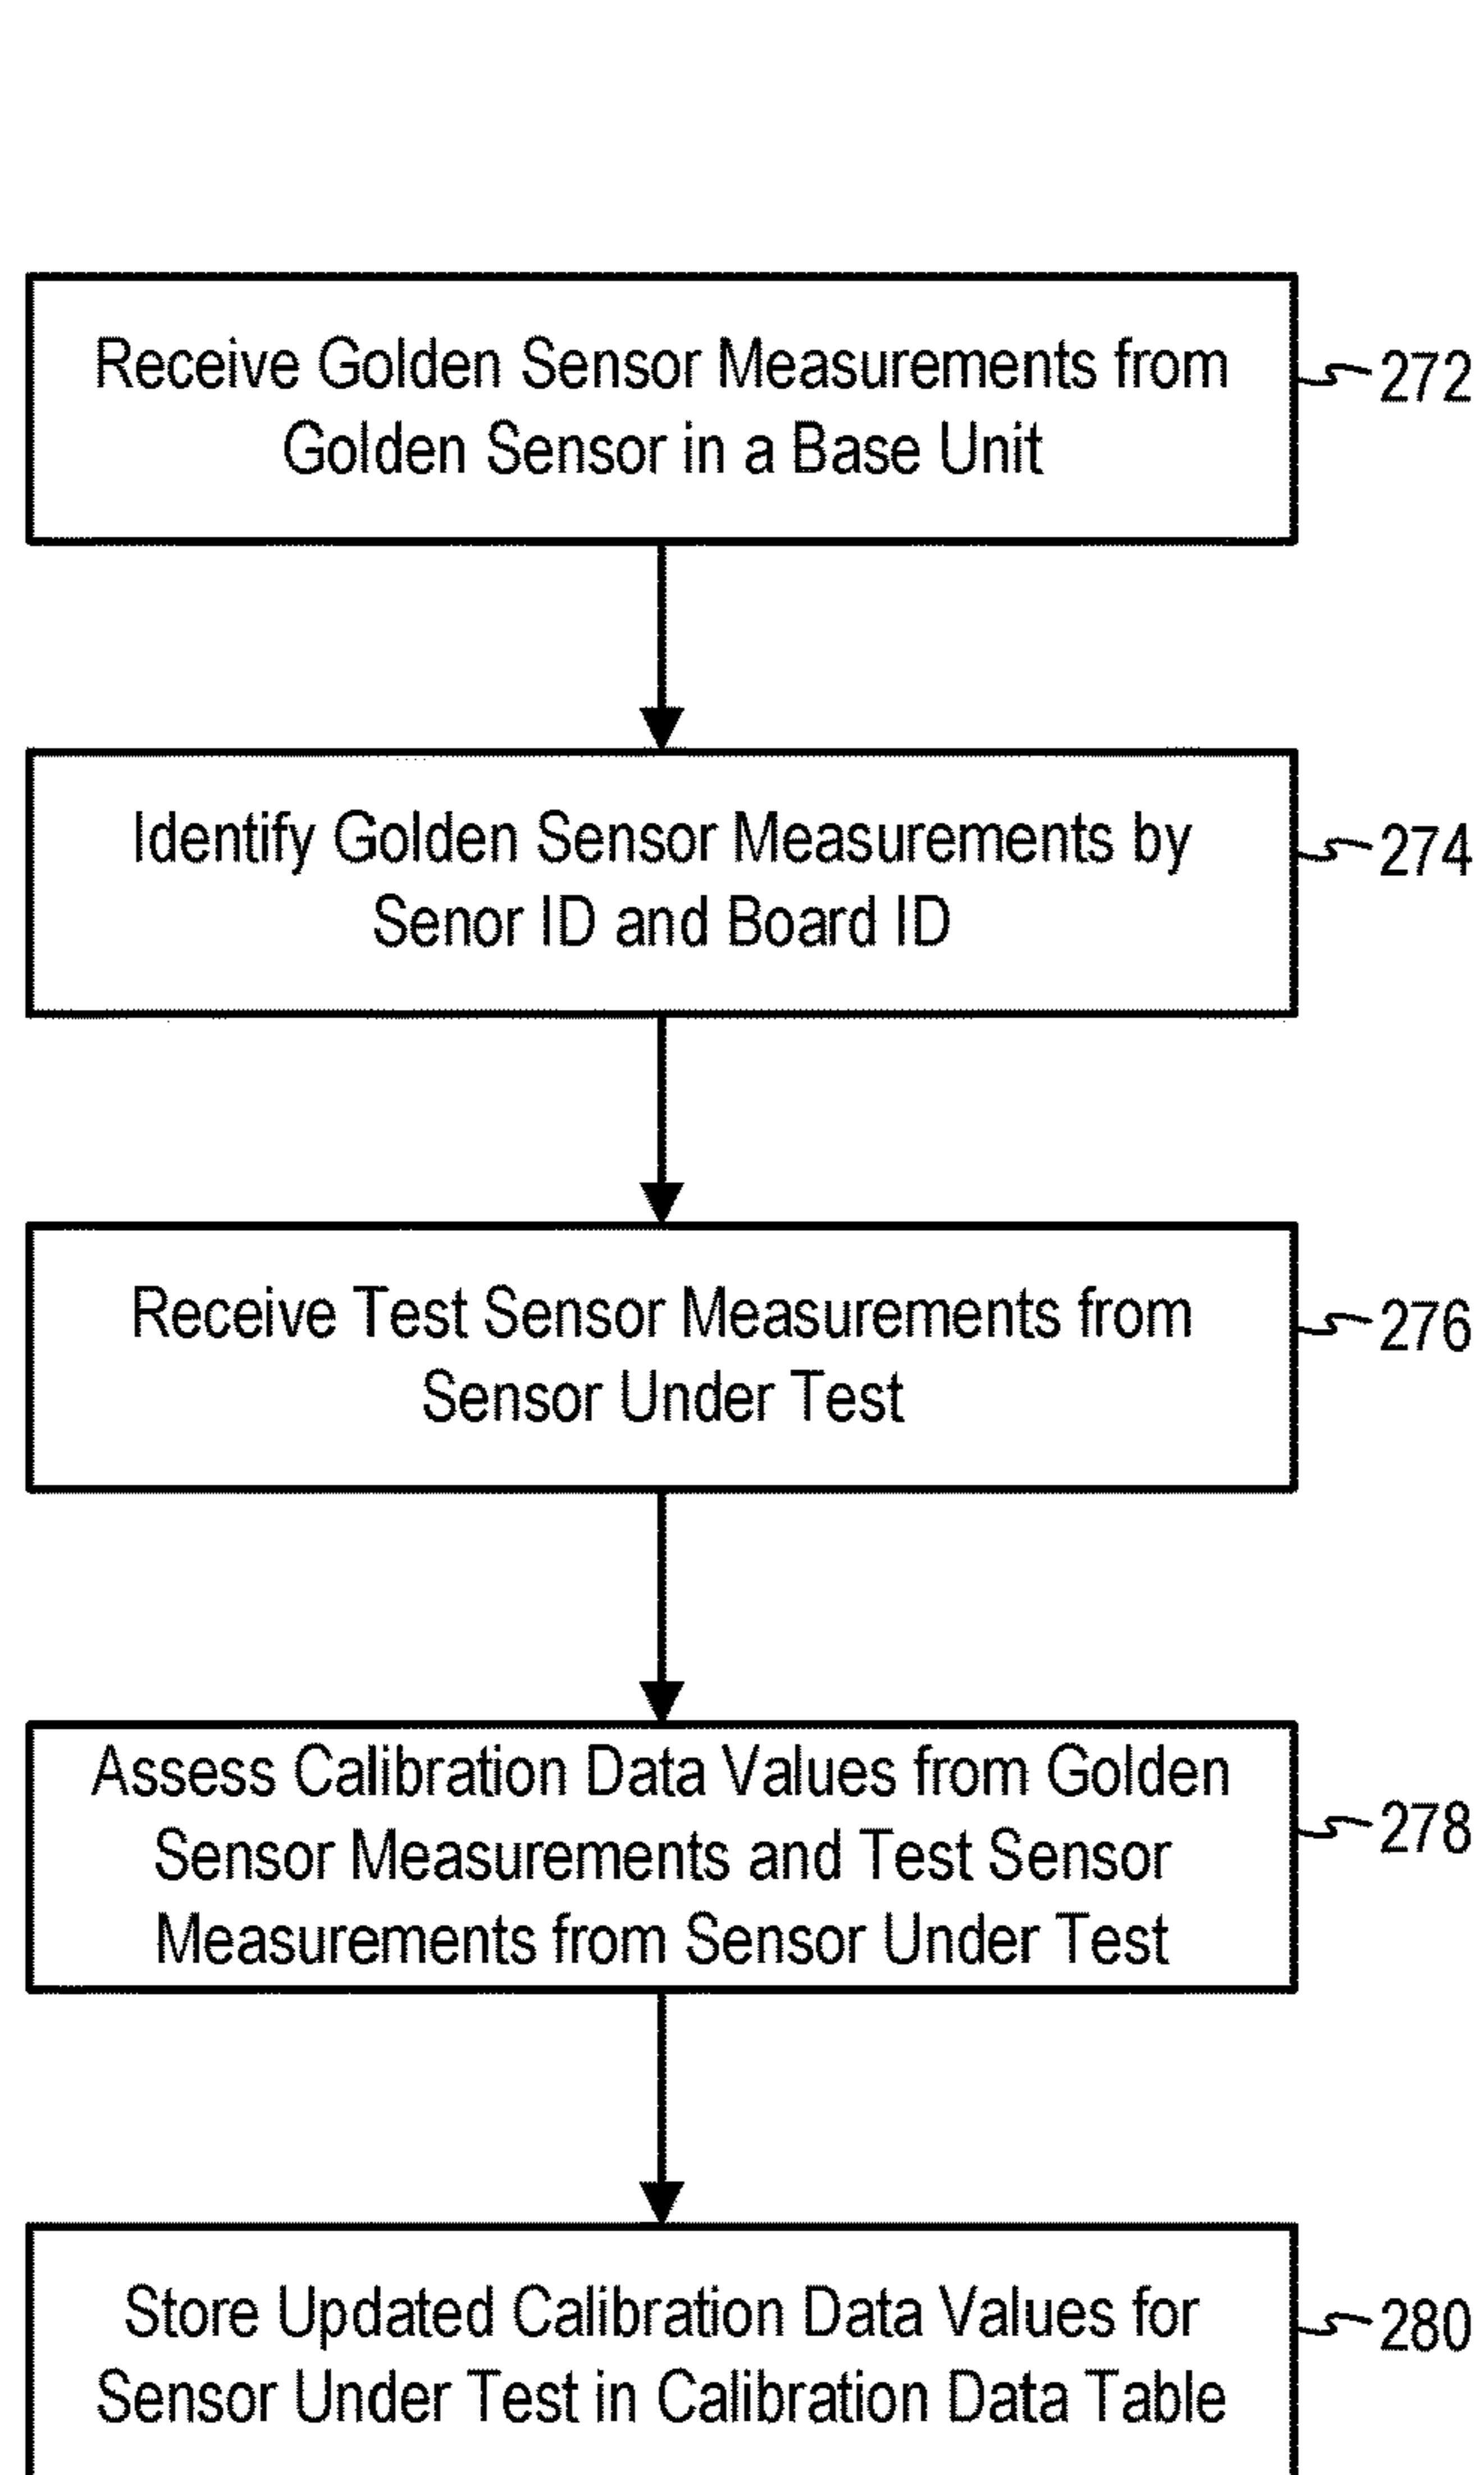 Receive Golden Sensor Measurements from
Golden Sensor in a Base Unit
272
Identify Golden Sensor Measurements by
Senor ID and Board ID
274
Receive Test Sensor Measurements from
Sensor Under Test
276
Assess Calibration Data Values from Golden
Sensor Measurements and Test Sensor
Measurements from Sensor Under Test
278
Store Updated Calibration Data Values for
Sensor Under Test in Calibration Data Table
280